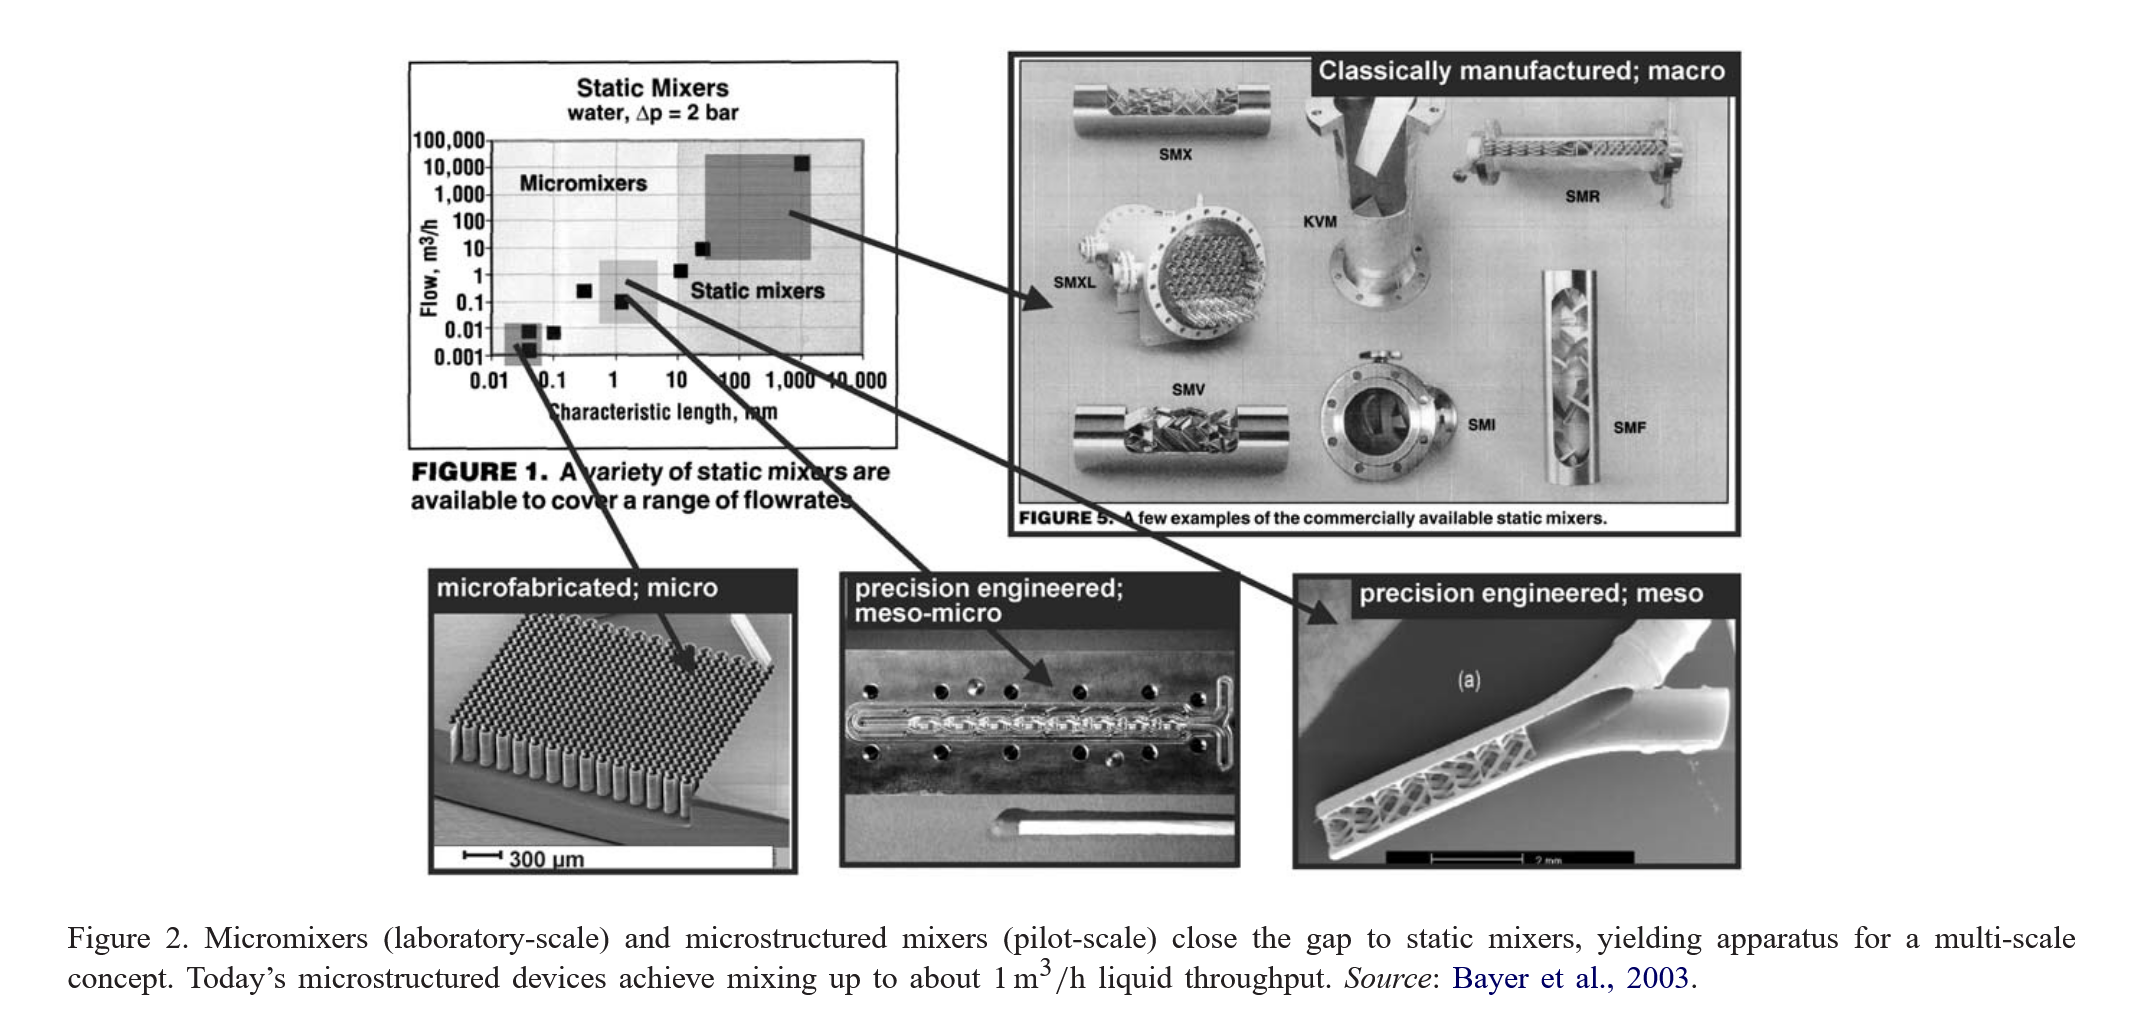 Static Mixers
water, Δp = 2 bar
100,000
10,000
1,000
100
10
1
0.1
0.01
0.001
Flow, m3/h
Micromixers
Static mixers
0.01 0.1 1 10 100 1,000 10,000
Characteristic length, mm
FIGURE 1. A variety of static mixers are
available to cover a range of flowrates
Classically manufactured; macro
SMX
KVM
SMR
SMXL
SMV
SMI
SMF
FIGURE 5. A few examples of the commercially available static mixers.
microfabricated; micro
300 µm
precision engineered;
meso-micro
precision engineered; meso
(a)
2 mm
Figure 2. Micromixers (laboratory-scale) and microstructured mixers (pilot-scale) close the gap to static mixers, yielding apparatus for a multi-scale
concept. Today's microstructured devices achieve mixing up to about 1 m³/h liquid throughput. Source: Bayer et al., 2003.